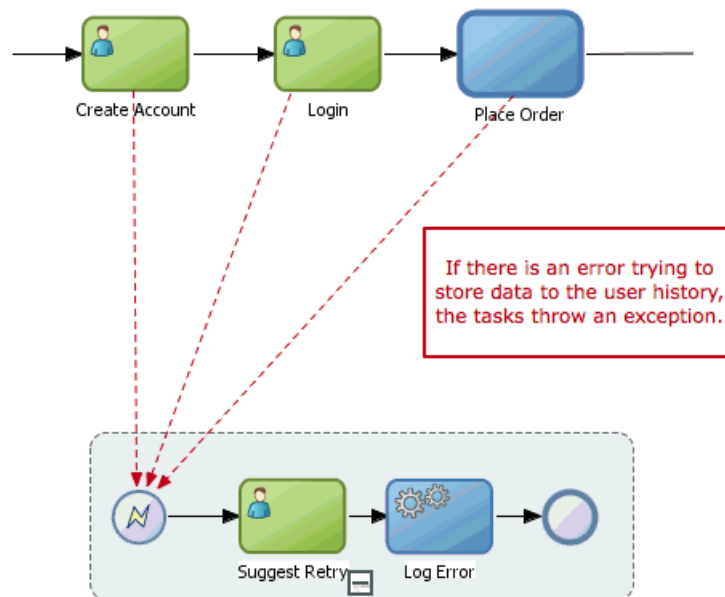 Create Account
Login
Place Order
If there is an error trying to
store data to the user history,
the tasks throw an exception.
Suggest Retry
Log Error